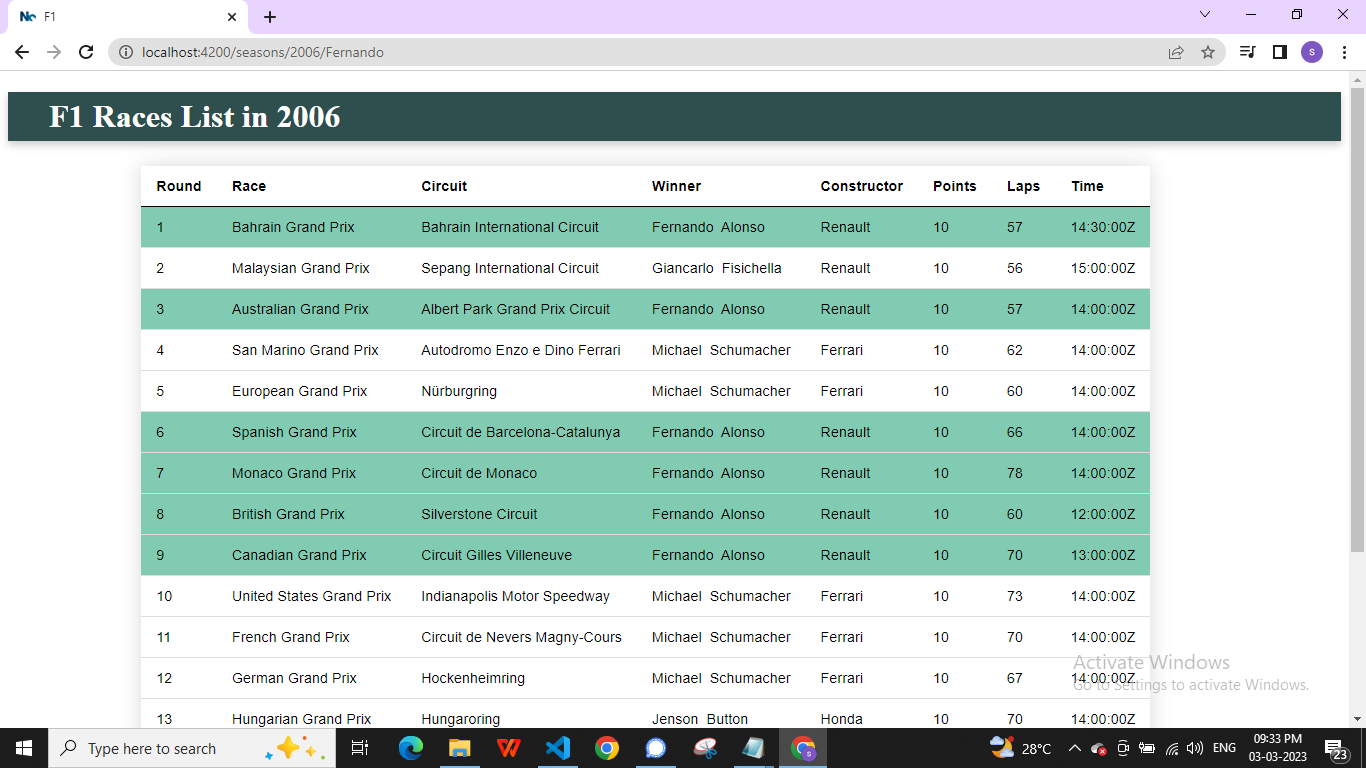 F1
localhost:4200/seasons/2006/Fernando
S
F1 Races List in 2006
Round Race Circuit Winner Constructor Points Laps Time
1 Bahrain Grand Prix Bahrain International Circuit Fernando Alonso Renault 10 57 14:30:00Z
2 Malaysian Grand Prix Sepang International Circuit Giancarlo Fisichella Renault 10 56 15:00:00Z
3 Australian Grand Prix Albert Park Grand Prix Circuit Fernando Alonso Renault 10 57 14:00:00Z
4 San Marino Grand Prix Autodromo Enzo e Dino Ferrari Michael Schumacher Ferrari 10 62 14:00:00Z
5 European Grand Prix Nürburgring Michael Schumacher Ferrari 10 60 14:00:00Z
6 Spanish Grand Prix Circuit de Barcelona-Catalunya Fernando Alonso Renault 10 66 14:00:00Z
7 Monaco Grand Prix Circuit de Monaco Fernando Alonso Renault 10 78 14:00:00Z
8 British Grand Prix Silverstone Circuit Fernando Alonso Renault 10 60 12:00:00Z
9 Canadian Grand Prix Circuit Gilles Villeneuve Fernando Alonso Renault 10 70 13:00:00Z
10 United States Grand Prix Indianapolis Motor Speedway Michael Schumacher Ferrari 10 73 14:00:00Z
11 French Grand Prix Circuit de Nevers Magny-Cours Michael Schumacher Ferrari 10 70 14:00:00Z
12 German Grand Prix Hockenheimring Michael Schumacher Ferrari 10 67 14:00:00Z
13 Hungarian Grand Prix Hungaroring Jenson Button Honda 10 70 14:00:00Z
Activate Windows
Go to Settings to activate Windows.
Type here to search
28°C
ENG
09:33 PM
03-03-2023
23